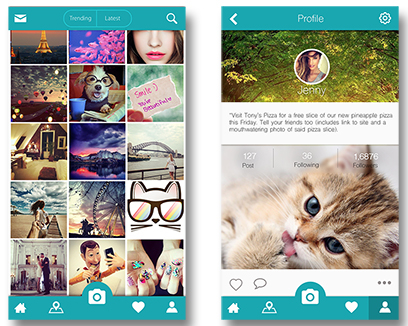 Trending
Latest
Smile :)
You're
Beautiful!
Profile
Jenny
"Visit Tony's Pizza for a free slice of our new pineapple pizza
this Friday. Tell your friends too (includes link to site and a
mouthwatering photo of said pizza slice).
127
Post
36
Following
1,6876
Following